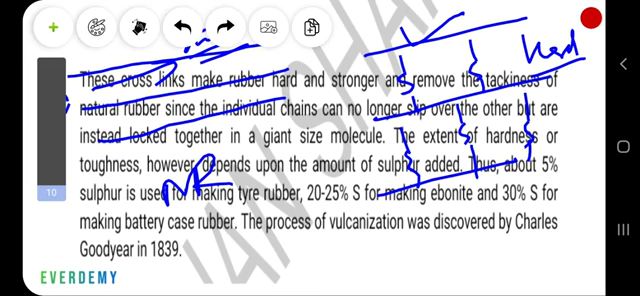 Hard
These cross links make rubber hard and stronger and remove the tackiness of
natural rubber since the individual chains can no longer slip over the other but are
instead locked together in a giant size molecule. The extent of hardness or
toughness, however, depends upon the amount of sulphur added. Thus, about 5%
sulphur is used for making tyre rubber, 20-25% S for making ebonite and 30% S for
making battery case rubber. The process of vulcanization was discovered by Charles
Goodyear in 1839.
NR
10
EVERDEMY